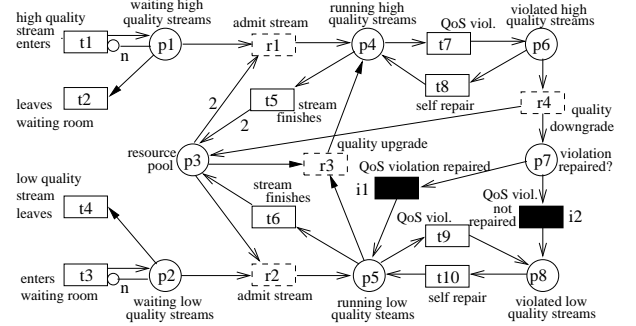 high quality
stream
enters
t1
n
waiting high
quality streams
p1
admit stream
r1
running high
quality streams
p4
QoS viol.
t7
violated high
quality streams
p6
t8
self repair
leaves
waiting room
t2
2
t5
stream
finishes
2
r4
quality
downgrade
resource
pool
p3
quality upgrade
r3
QoS violation repaired
i1
p7
violation
repaired?
low quality
stream
leaves
t4
stream
finishes
t6
QoS viol.
t9
not
repaired
i2
enters
waiting room
t3
n
p2
waiting low
quality streams
r2
admit stream
p5
running low
quality steams
t10
self repair
p8
violated low
quality streams